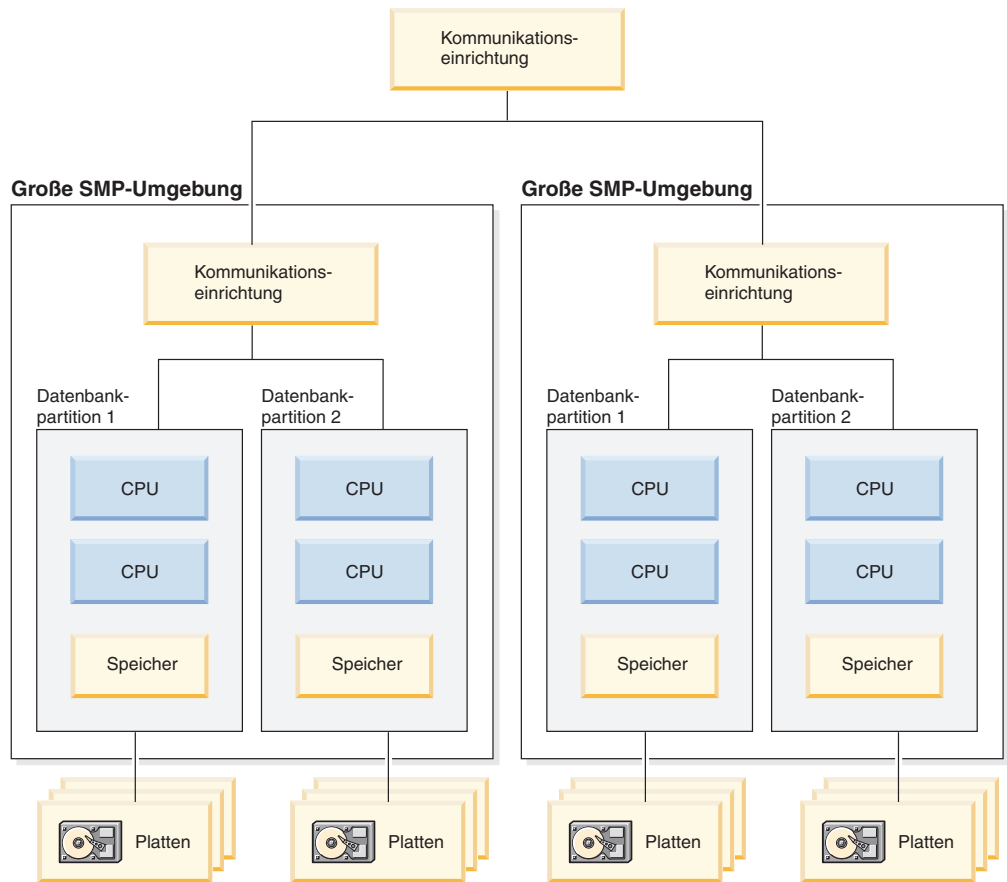 Kommunikations-
einrichtung
Große SMP-Umgebung
Kommunikations-
einrichtung
Datenbank-
partition 1
CPU
CPU
Speicher
Datenbank-
partition 2
CPU
CPU
Speicher
Platten
Platten
Große SMP-Umgebung
Kommunikations-
einrichtung
Datenbank-
partition 1
CPU
CPU
Speicher
Datenbank-
partition 2
CPU
CPU
Speicher
Platten
Platten